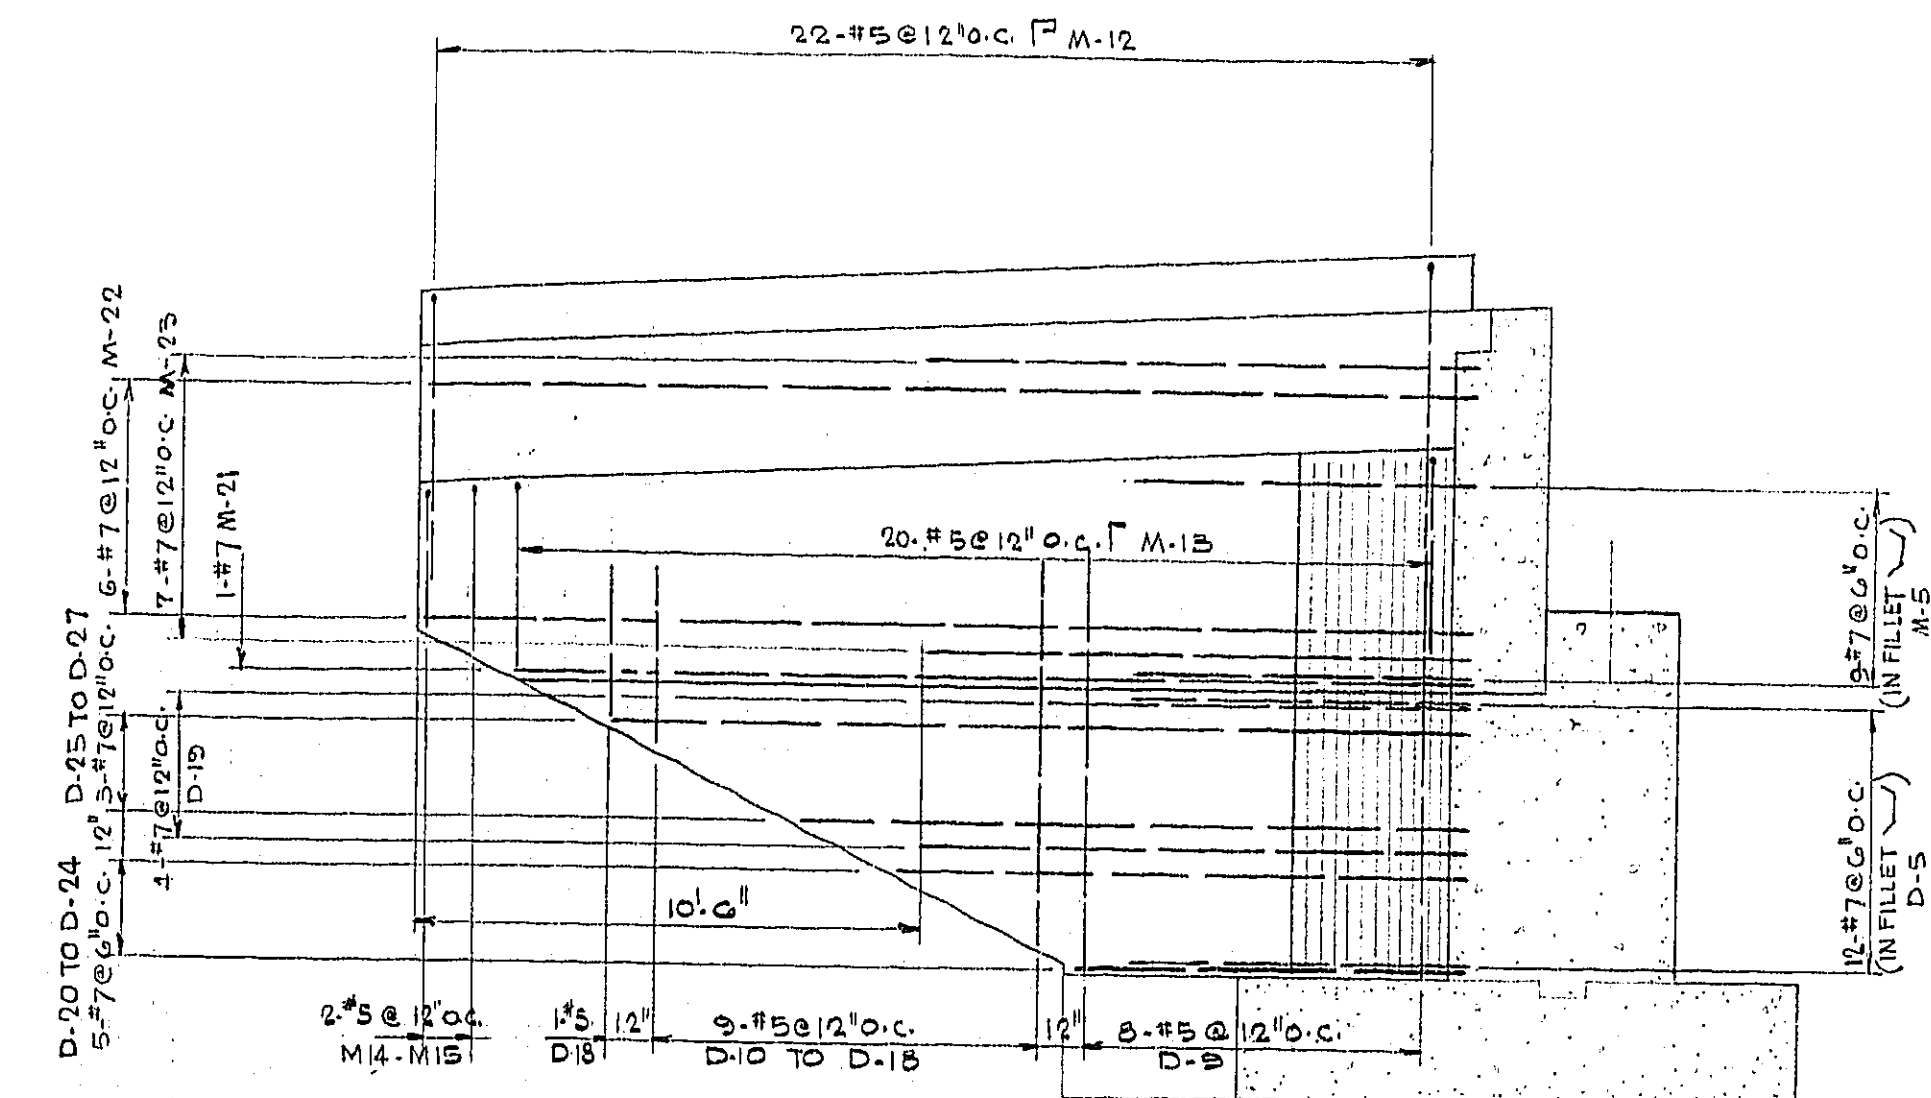 22-#5@12"O.C. M-12
6-#7@12"O.C. M-22
7-#7@12"O.C. M-23
1-#7 M-21
20-#5@12"O.C. M-13
9-#7@6"O.C.
(IN FILLET)
M-5
D-25 TO D-27
3-#7@12"O.C.
12"
D-20 TO D-24
5-#7@6"O.C.
4-#7@12"O.C.
D-19
12-#7@6"O.C.
(IN FILLET)
D-5
10'-6"
2-#5 @ 12"O.C.
M14-M15
1-#5
D-18
12"
9-#5@12"O.C.
D-10 TO D-18
12"
8-#5 @ 12"O.C.
D-9